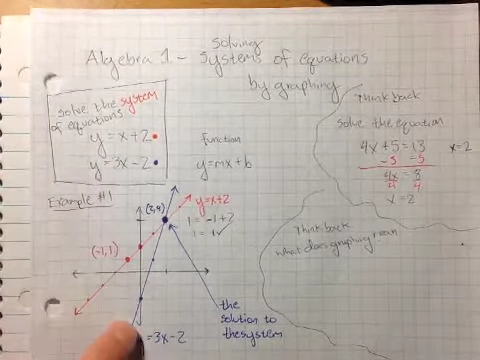 solving
Algebra 1 - systems of equations
by graphing
solve the system
of equations
y = x + 2
y = 3x - 2
function
y = mx + b
Think back
solve the equation
4x + 5 = 13
-5 -5
4x = 8
4 4
x = 2
x = 2
Example #1
(2,4)
y = x + 2
1 = -1 + 2
1 = 1 ✓
(-1,1)
Think back
what does graphing mean
the
solution to
the system
= 3x - 2